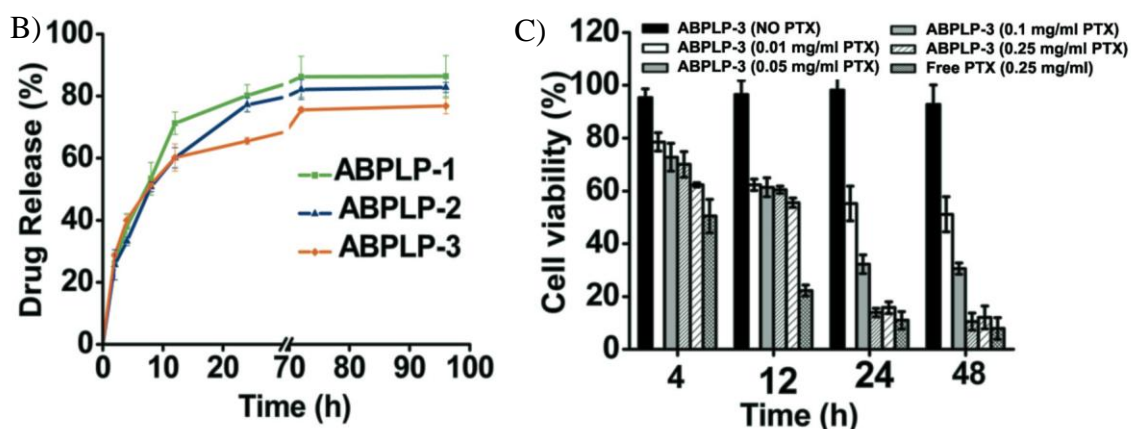 B)
Drug Release (%)
100
80
60
40
20
0
ABPLP-1
ABPLP-2
ABPLP-3
0 10 20 30 70 80 90 100
Time (h)
C)
Cell viability (%)
120
100
80
60
40
20
0
ABPLP-3 (NO PTX)
ABPLP-3 (0.01 mg/ml PTX)
ABPLP-3 (0.05 mg/ml PTX)
ABPLP-3 (0.1 mg/ml PTX)
ABPLP-3 (0.25 mg/ml PTX)
Free PTX (0.25 mg/ml)
4 12 24 48
Time (h)